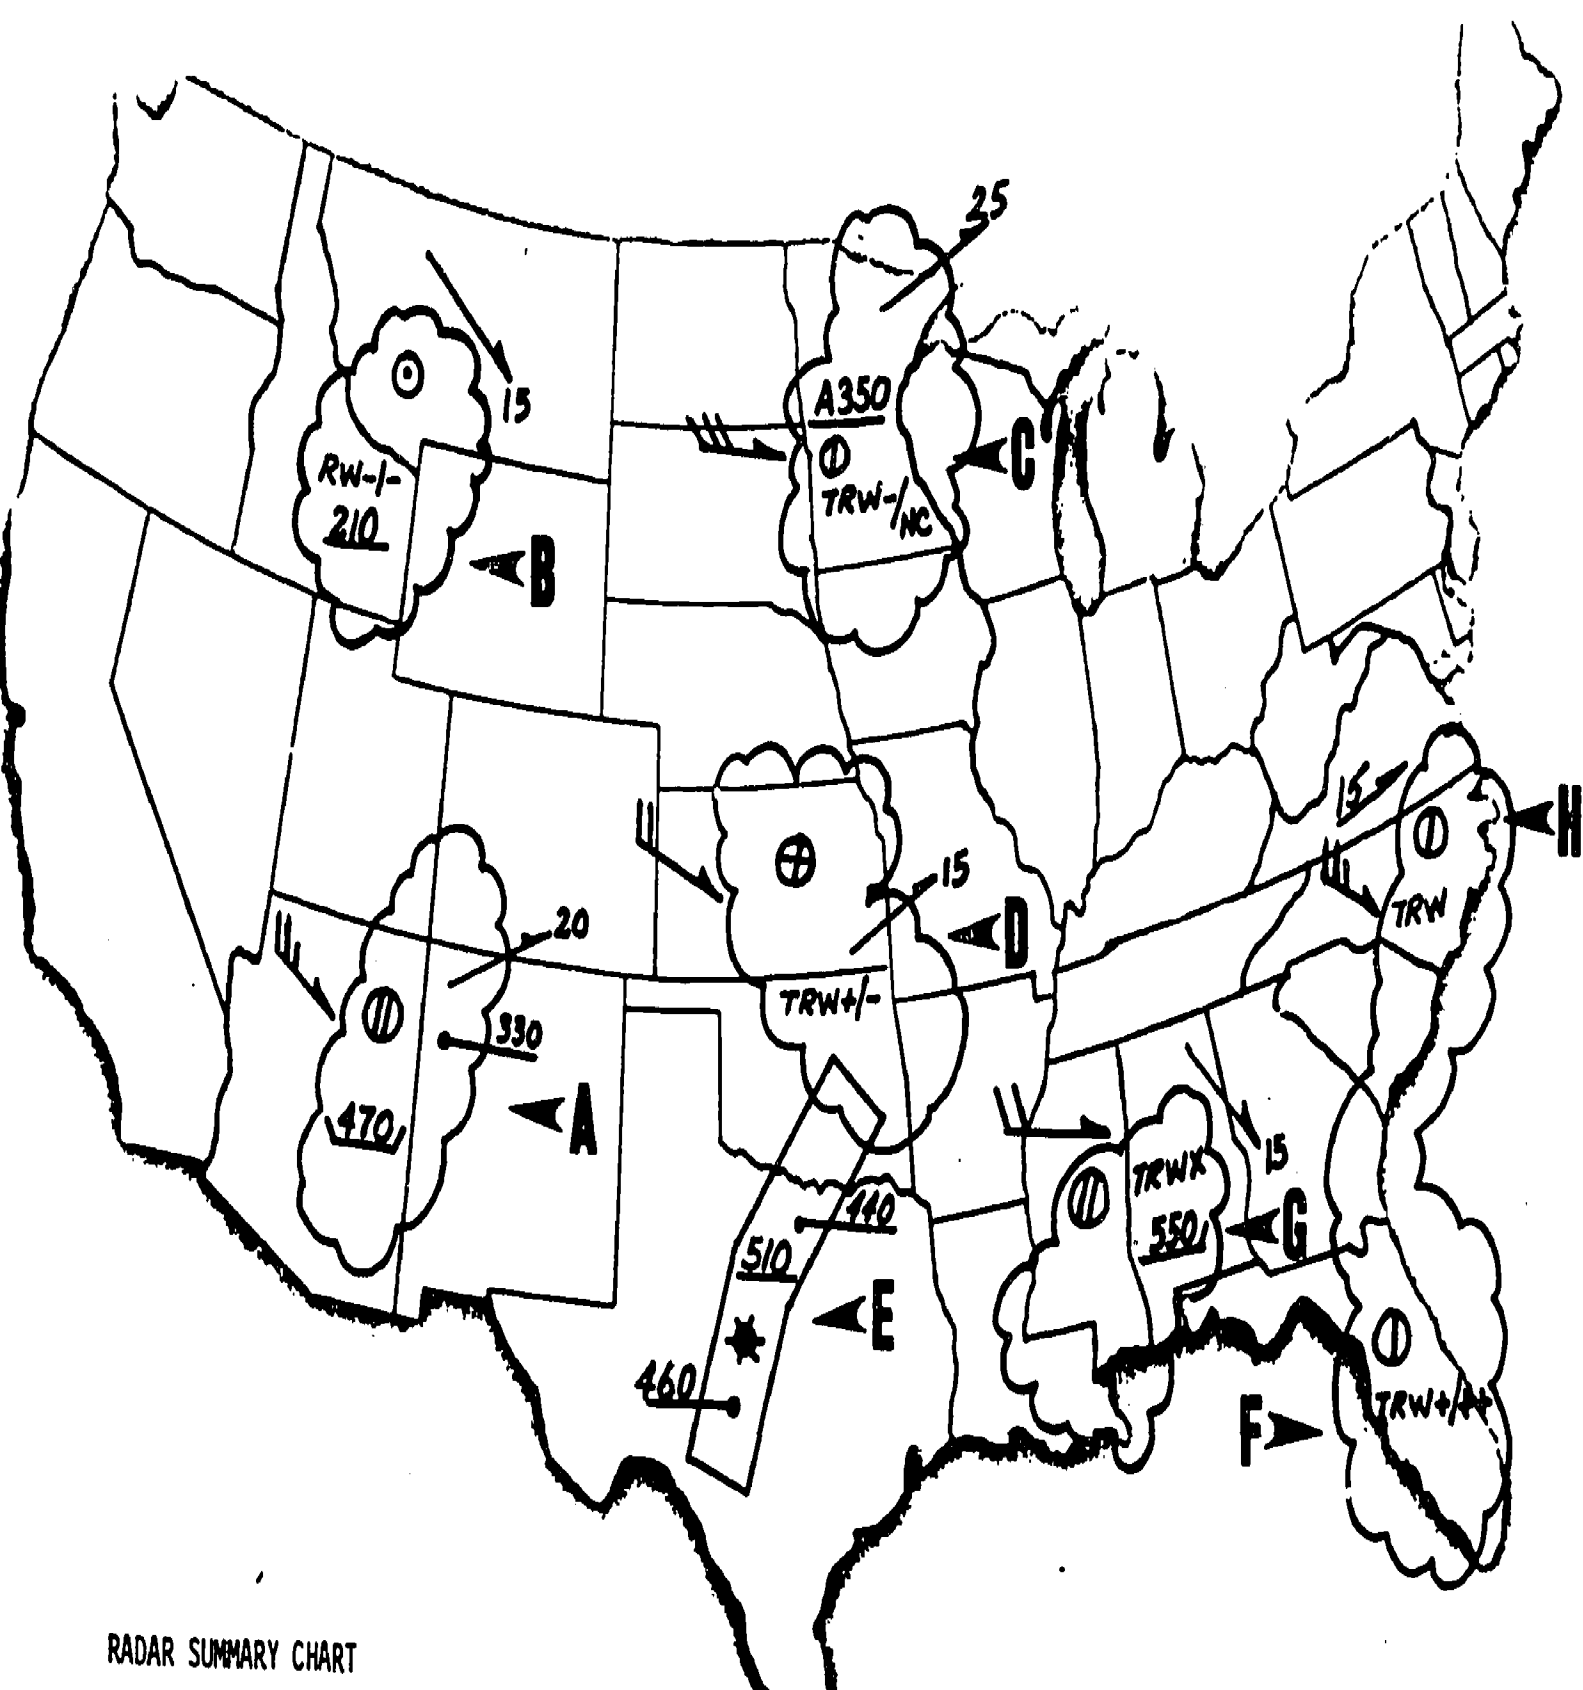 25
15
A350
C
RW-/-
210
TRW-/NC
B
15
H
15
TRW
20
D
330
TRW+/-
470
A
TRWX
15
440
550
G
510
E
460
F
TRW+/++
RADAR SUMMARY CHART